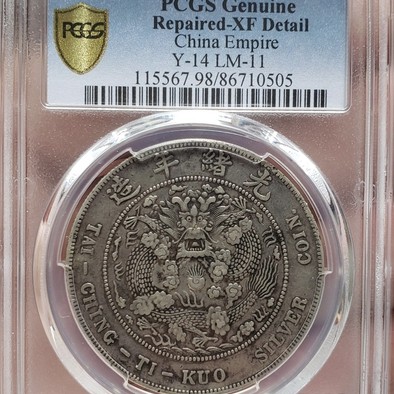 PCGS Genuine
Repaired-XF Detail
China Empire
Y-14 LM-11
115567.98/86710505
PCGS
造年緒光
TAI-CHING-TI-KUO SILVER COIN.